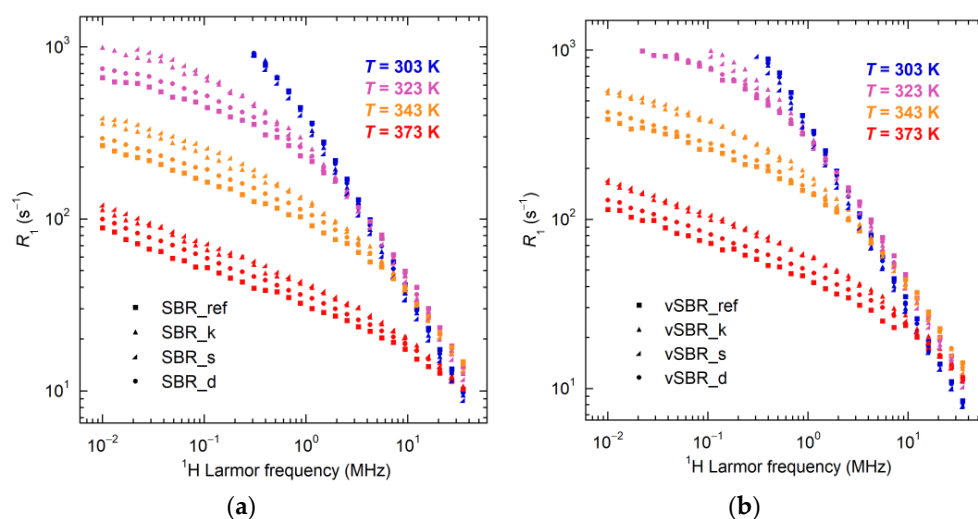 10³
10²
10¹
R₁ (s⁻¹)
T = 303 K
T = 323 K
T = 343 K
T = 373 K
SBR_ref
SBR_k
SBR_s
SBR_d
10⁻² 10⁻¹ 10⁰ 10¹
¹H Larmor frequency (MHz)
(a)
10³
10²
10¹
R₁ (s⁻¹)
T = 303 K
T = 323 K
T = 343 K
T = 373 K
vSBR_ref
vSBR_k
vSBR_s
vSBR_d
10⁻² 10⁻¹ 10⁰ 10¹
¹H Larmor frequency (MHz)
(b)